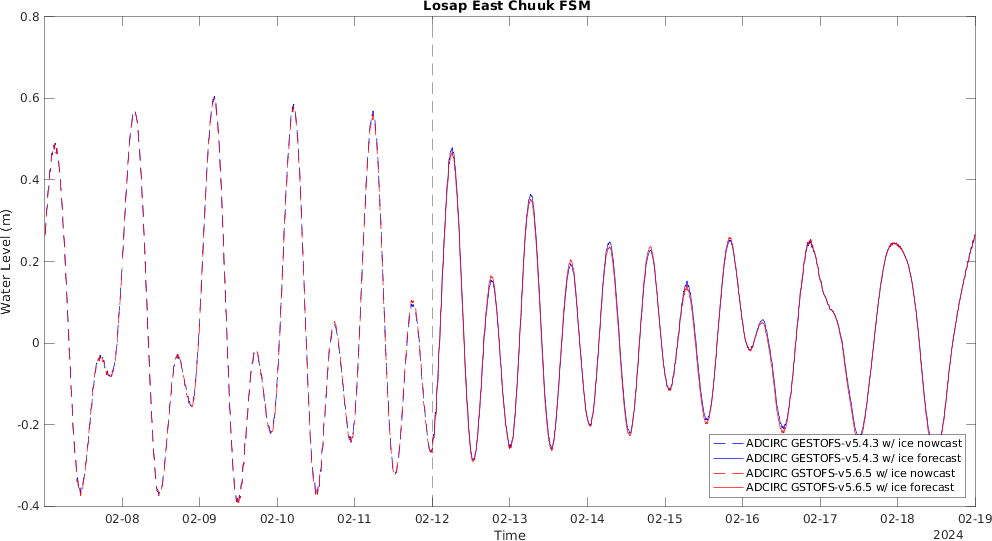 Losap East Chuuk FSM
0.8
0.6
0.4
0.2
0
-0.2
-0.4
Water Level (m)
02-08
02-09
02-10
02-11
02-12
02-13
02-14
02-15
02-16
02-17
02-18
02-19
Time
2024
ADCIRC GESTOFS-v5.4.3 w/ ice nowcast
ADCIRC GESTOFS-v5.4.3 w/ ice forecast
ADCIRC GSTOFS-v5.6.5 w/ ice nowcast
ADCIRC GSTOFS-v5.6.5 w/ ice forecast